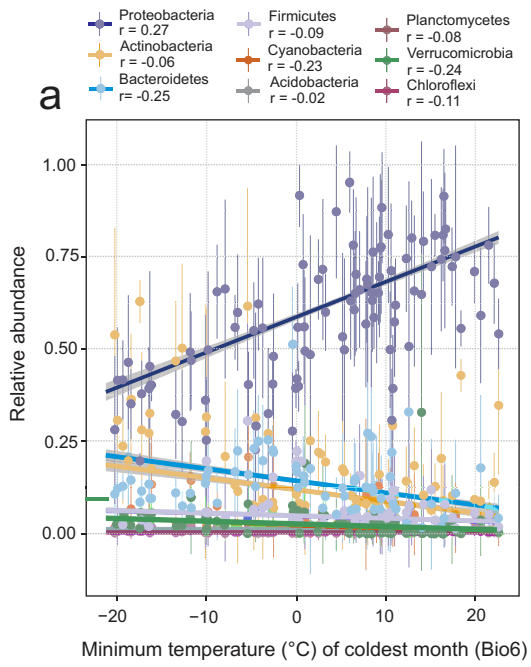 Proteobacteria
r = 0.27
Actinobacteria
r = -0.06
Bacteroidetes
r= -0.25
Firmicutes
r = -0.09
Cyanobacteria
r = -0.23
Acidobacteria
r = -0.02
Planctomycetes
r = -0.08
Verrucomicrobia
r = -0.24
Chloroflexi
r = -0.11
a
Relative abundance
1.00
0.75
0.50
0.25
0.00
−20 −10 0 10 20
Minimum temperature (°C) of coldest month (Bio6)